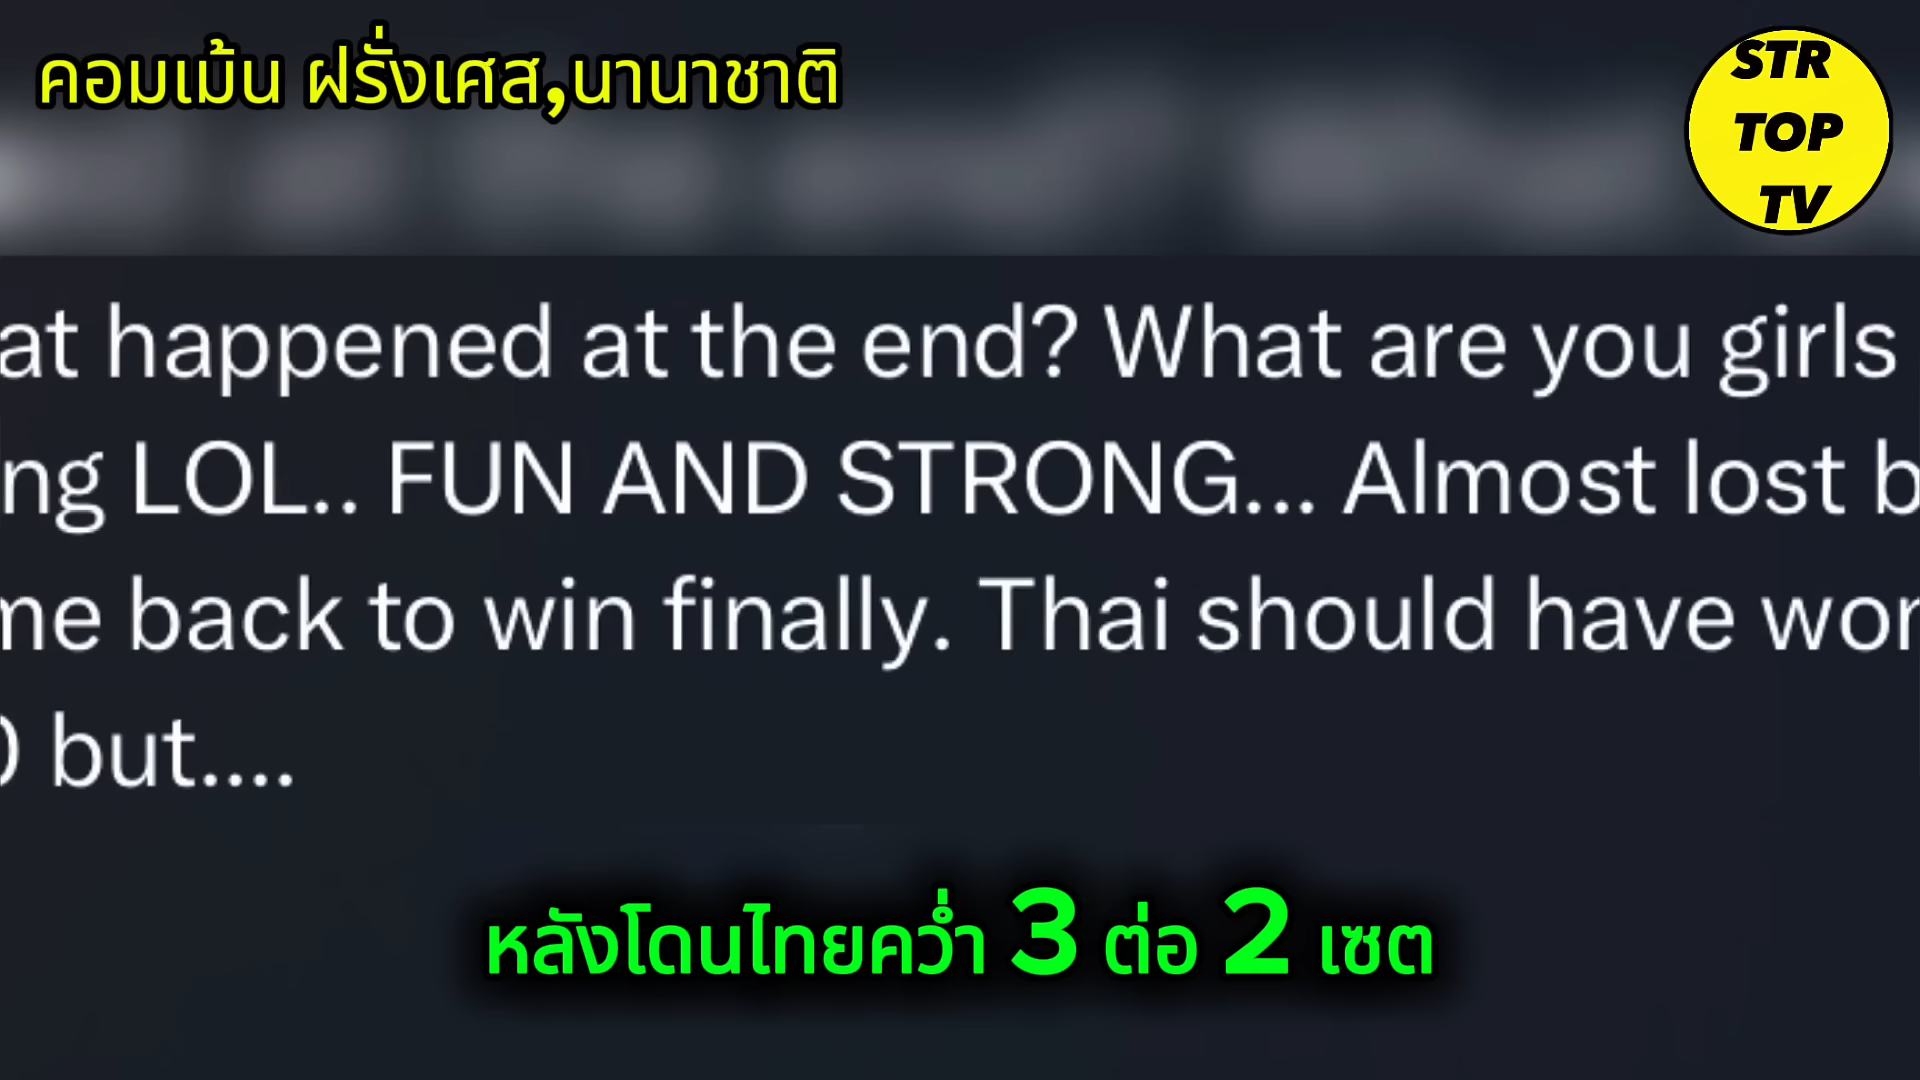 คอมเม้น ฝรั่งเศส,นานาชาติ
STR
TOP
TV
at happened at the end? What are you girls
ng LOL.. FUN AND STRONG... Almost lost b
me back to win finally. Thai should have won
0 but....
หลังโดนไทยคว่ำ 3 ต่อ 2 เซต